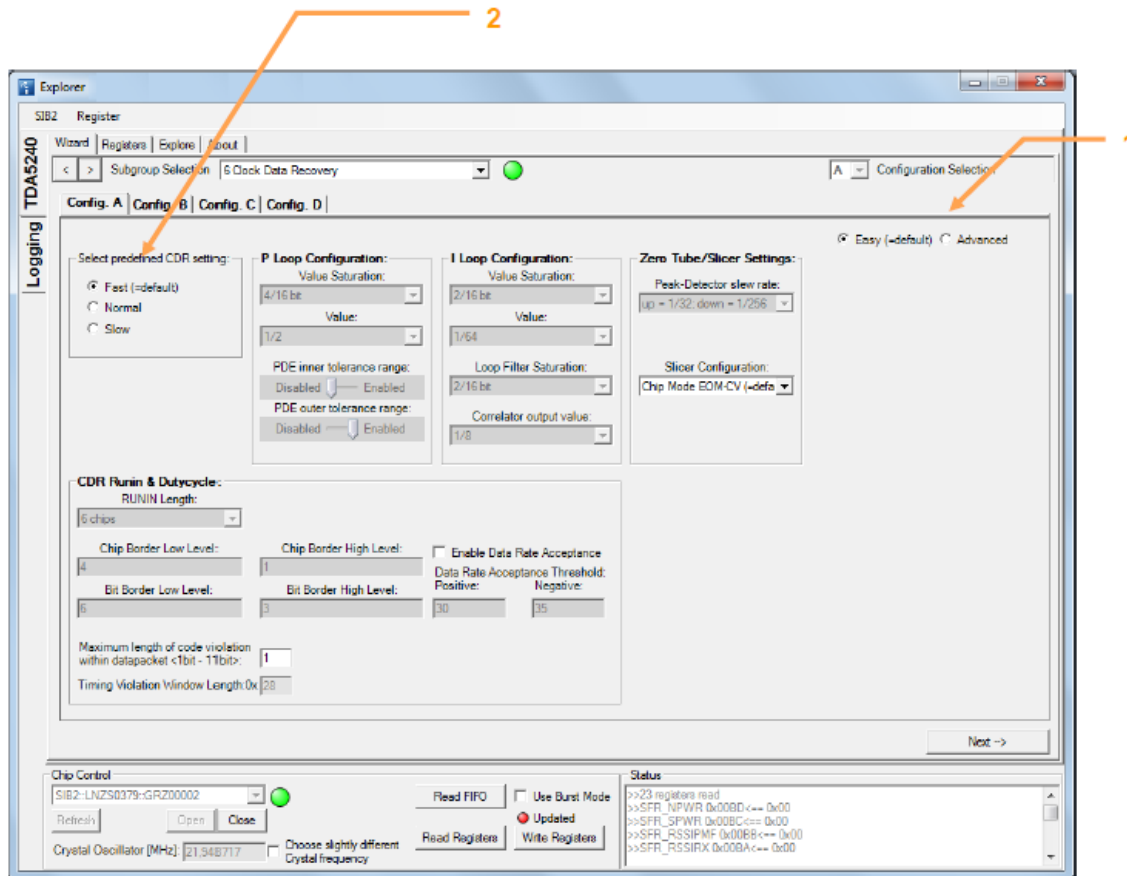 2
Explorer
SIB2 Register
Wizard Registers Explore About
1
TDA5240
Logging
< > Subgroup Selection 6 Clock Data Recovery A Configuration Selection
Config. A Config. B Config. C Config. D
Easy (=default) Advanced
Select predefined CDR setting:
Fast (=default)
Normal
Slow
P Loop Configuration:
Value Saturation:
4/16 bit
Value:
1/2
PDE inner tolerance range:
Disabled Enabled
PDE outer tolerance range:
Disabled Enabled
I Loop Configuration:
Value Saturation:
2/16 bit
Value:
1/64
Loop Filter Saturation:
2/16 bit
Correlator output value:
1/8
Zero Tube/Slicer Settings:
Peak-Detector slew rate:
up = 1/32, down = 1/256
Slicer Configuration:
Chip Mode EOM-CV (=defa
CDR Runin & Dutycycle:
RUNIN Length:
6 chips
Chip Border Low Level:
4
Chip Border High Level:
1
Bit Border Low Level:
6
Bit Border High Level:
3
Enable Data Rate Acceptance
Data Rate Acceptance Threshold:
Positive: Negative:
30 35
Maximum length of code violation
within datapacket <1bit - 11bit>: 1
Timing Violation Window Length:0x 28
Next ->
Chip Control
SIB2::LNZS0379::GRZ00002
Refresh Open Close
Crystal Oscillator [MHz]: 21,948717
Choose slightly different
Crystal frequency
Read FIFO Use Burst Mode
Updated
Read Registers Write Registers
Status
>>23 registers read
>>SFR_NPWR 0x00BD<== 0x00
>>SFR_SPWR 0x00BC<== 0x00
>>SFR_RSSIPMF 0x00BB<== 0x00
>>SFR_RSSIRX 0x00BA<== 0x00